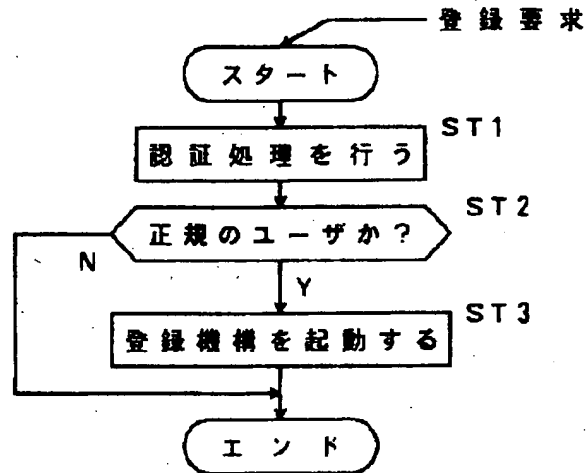 登録要求
スタート
ST1
認証処理を行う
ST2
正規のユーザか?
N
Y
ST3
登録機構を起動する
エンド